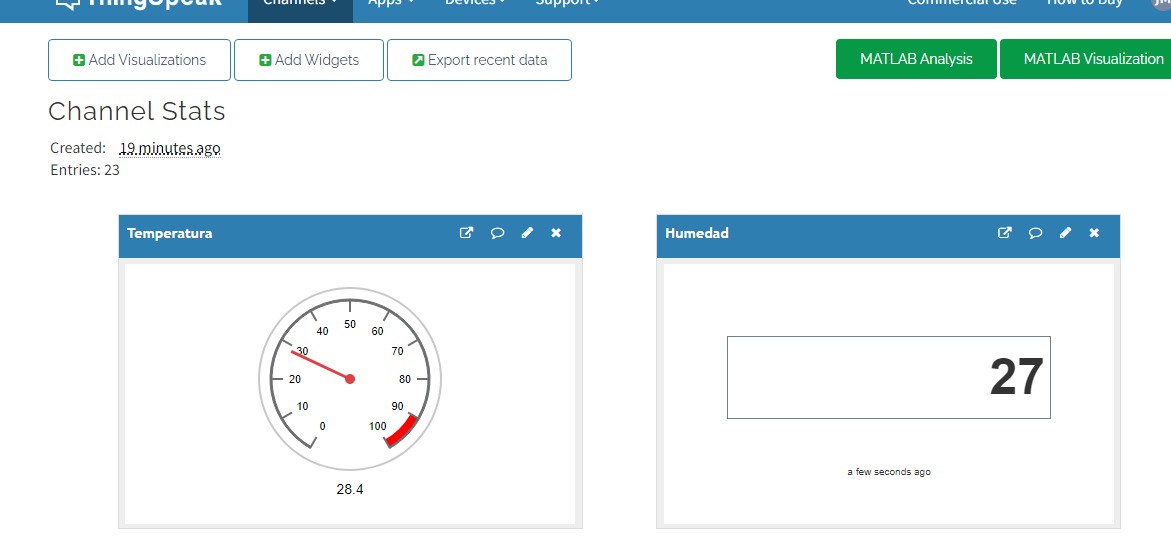 ThingSpeak Channels Apps Devices Support Commercial Use How to Buy
Add Visualizations Add Widgets Export recent data MATLAB Analysis MATLAB Visualization
Channel Stats
Created: 19 minutes ago
Entries: 23
Temperatura
0
10
20
30
40
50
60
70
80
90
100
28.4
Humedad
27
a few seconds ago